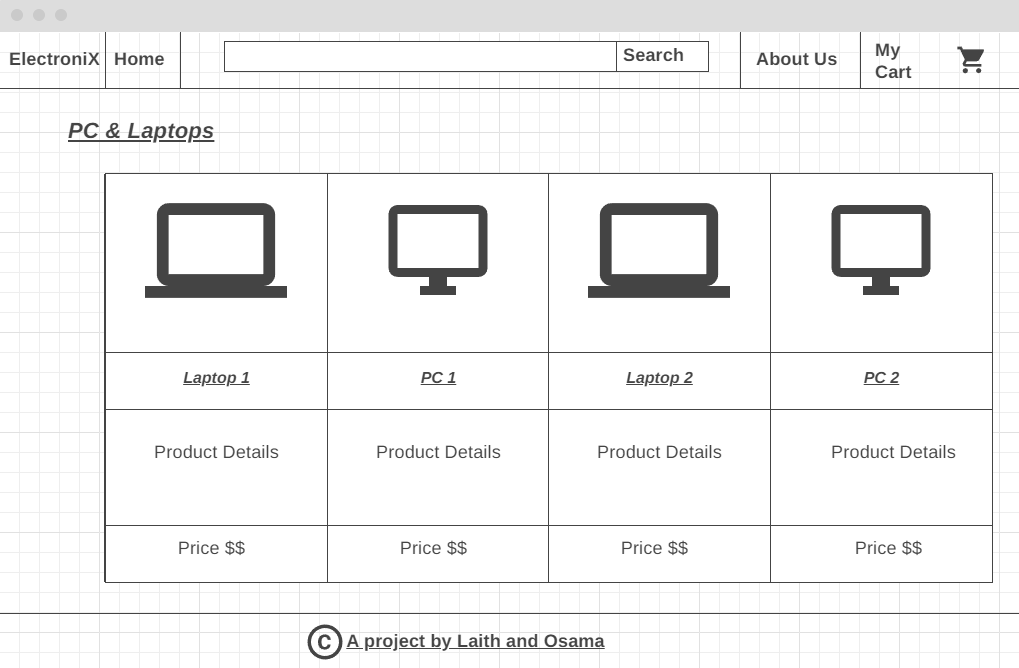 ElectroniX Home Search About Us My
Cart
PC & Laptops
Laptop 1 PC 1 Laptop 2 PC 2
Product Details Product Details Product Details Product Details
Price $$ Price $$ Price $$ Price $$
© A project by Laith and Osama